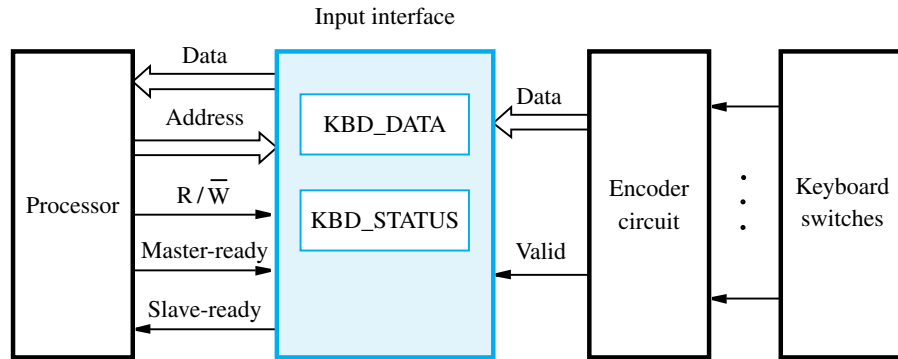 Input interface
Data
Address
R / W̅
Master-ready
Slave-ready
Processor
KBD_DATA
KBD_STATUS
Data
Valid
Encoder
circuit
Keyboard
switches